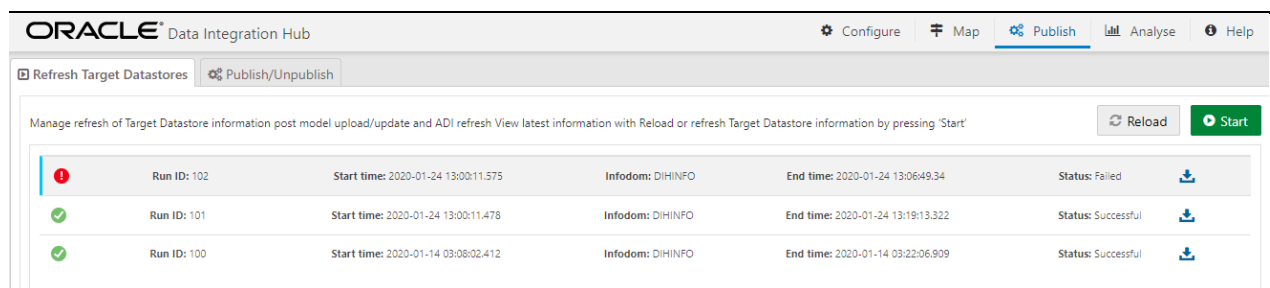 ORACLE® Data Integration Hub Configure Map Publish Analyse Help
Refresh Target Datastores Publish/Unpublish
Manage refresh of Target Datastore information post model upload/update and ADI refresh View latest information with Reload or refresh Target Datastore information by pressing 'Start' Reload Start
Run ID: 102 Start time: 2020-01-24 13:00:11.575 Infodom: DIHINFO End time: 2020-01-24 13:06:49.34 Status: Failed
Run ID: 101 Start time: 2020-01-24 13:00:11.478 Infodom: DIHINFO End time: 2020-01-24 13:19:13.322 Status: Successful
Run ID: 100 Start time: 2020-01-14 03:08:02.412 Infodom: DIHINFO End time: 2020-01-14 03:22:06.909 Status: Successful